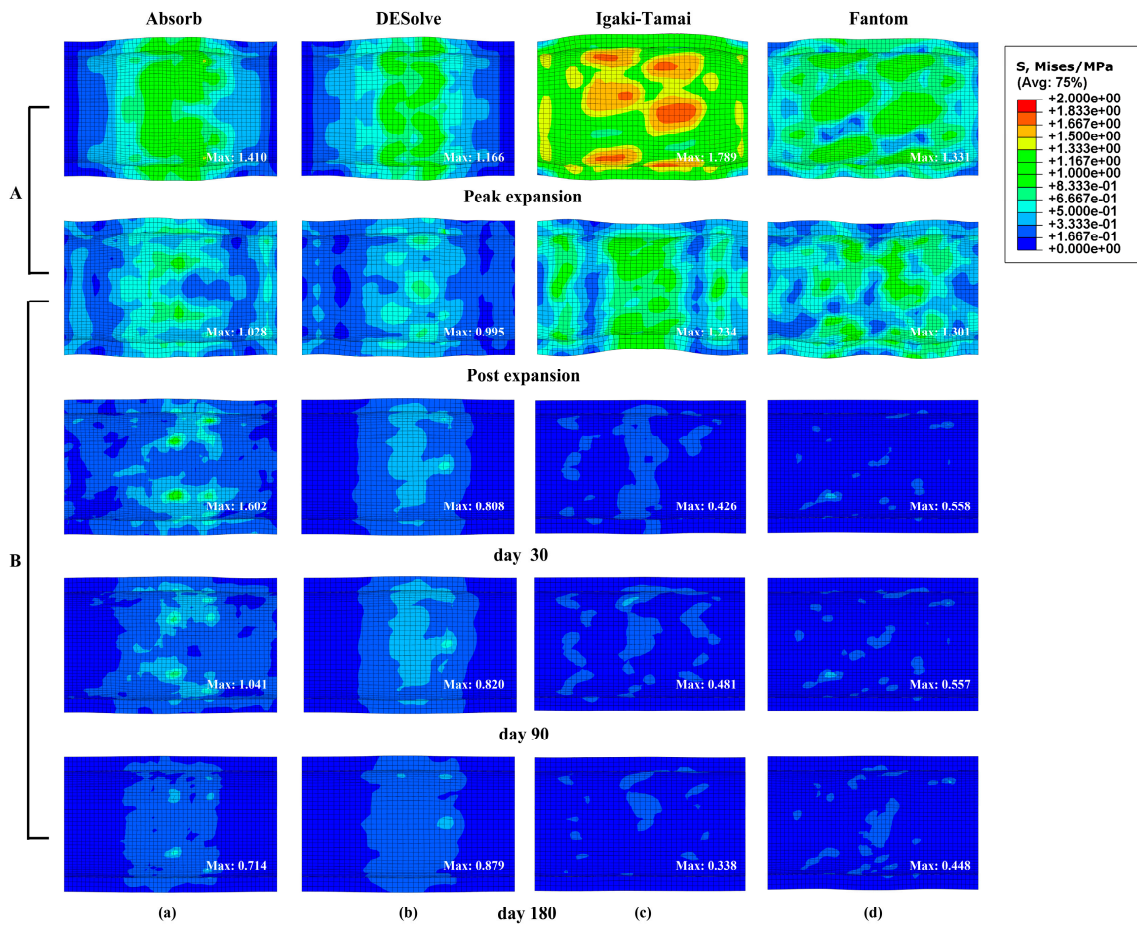 Absorb
DESolve
Igaki-Tamai
Fantom
S, Mises/MPa
(Avg: 75%)
+2.000e+00
+1.833e+00
+1.667e+00
+1.500e+00
+1.333e+00
+1.167e+00
+1.000e+00
+8.333e-01
+6.667e-01
+5.000e-01
+3.333e-01
+1.667e-01
+0.000e+00
A
Max: 1.410
Max: 1.166
Max: 1.789
Max: 1.331
Peak expansion
Max: 1.028
Max: 0.995
Max: 1.234
Max: 1.301
Post expansion
B
Max: 1.602
Max: 0.808
Max: 0.426
Max: 0.558
day 30
Max: 1.041
Max: 0.820
Max: 0.481
Max: 0.557
day 90
Max: 0.714
Max: 0.879
Max: 0.338
Max: 0.448
(a)
(b)
day 180
(c)
(d)